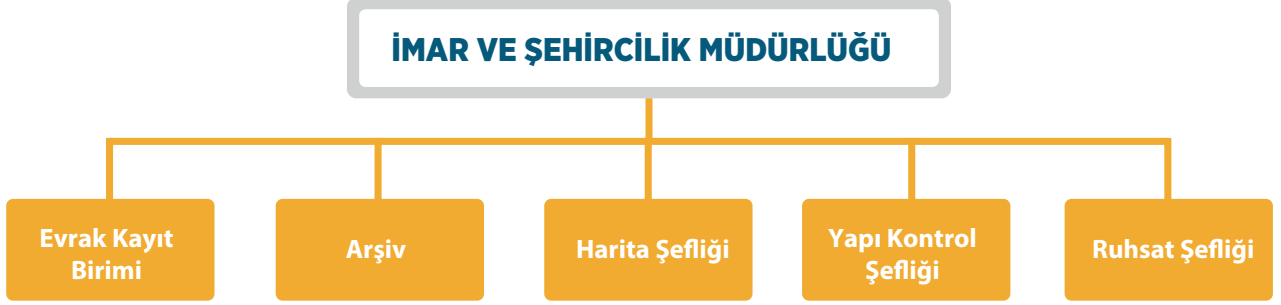 İMAR VE ŞEHİRCİLİK MÜDÜRLÜĞÜ
Evrak Kayıt
Birimi
Arşiv
Harita Şefliği
Yapı Kontrol
Şefliği
Ruhsat Şefliği